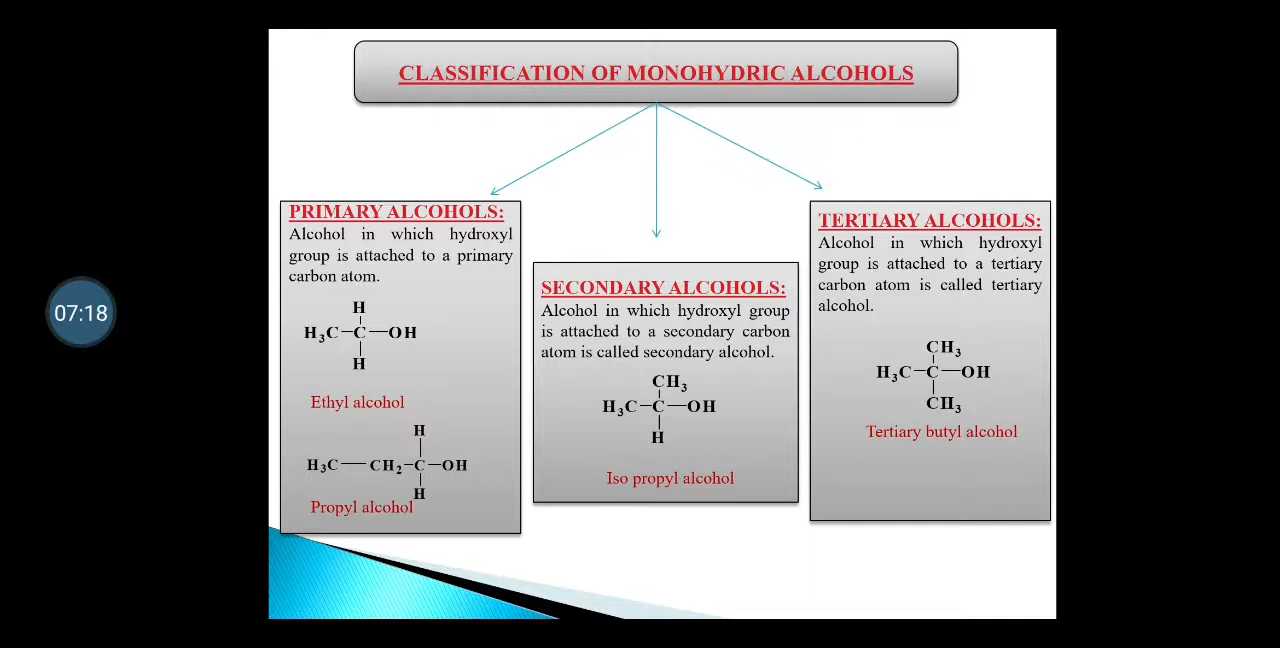 CLASSIFICATION OF MONOHYDRIC ALCOHOLS
PRIMARY ALCOHOLS:
Alcohol in which hydroxyl
group is attached to a primary
carbon atom.
H
H₃C—C—OH
H
Ethyl alcohol
H
H₃C—CH₂—C—OH
H
Propyl alcohol
SECONDARY ALCOHOLS:
Alcohol in which hydroxyl group
is attached to a secondary carbon
atom is called secondary alcohol.
CH₃
H₃C—C—OH
H
Iso propyl alcohol
TERTIARY ALCOHOLS:
Alcohol in which hydroxyl
group is attached to a tertiary
carbon atom is called tertiary
alcohol.
CH₃
H₃C—C—OH
CH₃
Tertiary butyl alcohol
07:18